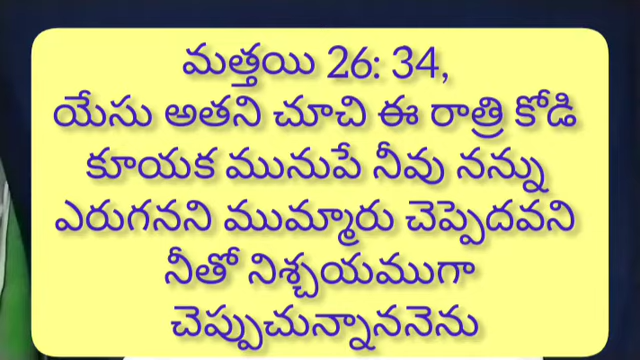 మత్తయి 26: 34,
యేసు అతని చూచి ఈ రాత్రి కోడి
కూయక మునుపే నీవు నన్ను
ఎరుగనని ముమ్మారు చెప్పెదవని
నీతో నిశ్చయముగా
చెప్పుచున్నాననెను